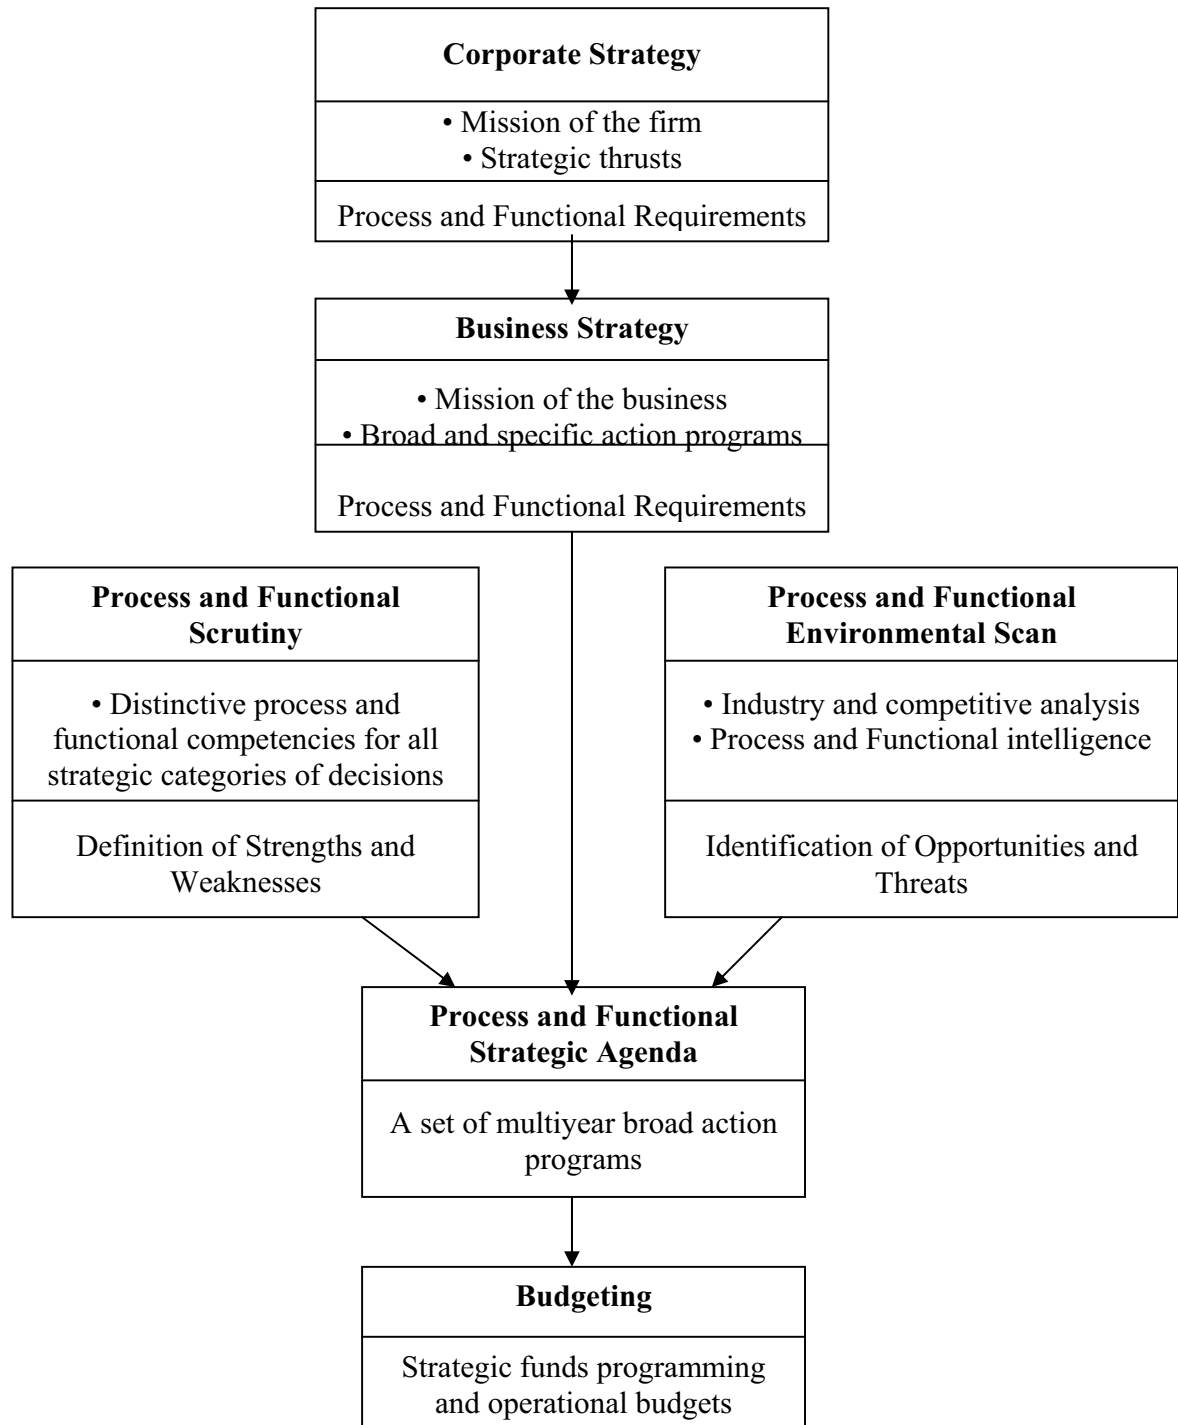 Corporate Strategy
• Mission of the firm
• Strategic thrusts
Process and Functional Requirements
Business Strategy
• Mission of the business
• Broad and specific action programs
Process and Functional Requirements
Process and Functional
Scrutiny
• Distinctive process and
functional competencies for all
strategic categories of decisions
Definition of Strengths and
Weaknesses
Process and Functional
Environmental Scan
• Industry and competitive analysis
• Process and Functional intelligence
Identification of Opportunities and
Threats
Process and Functional
Strategic Agenda
A set of multiyear broad action
programs
Budgeting
Strategic funds programming
and operational budgets